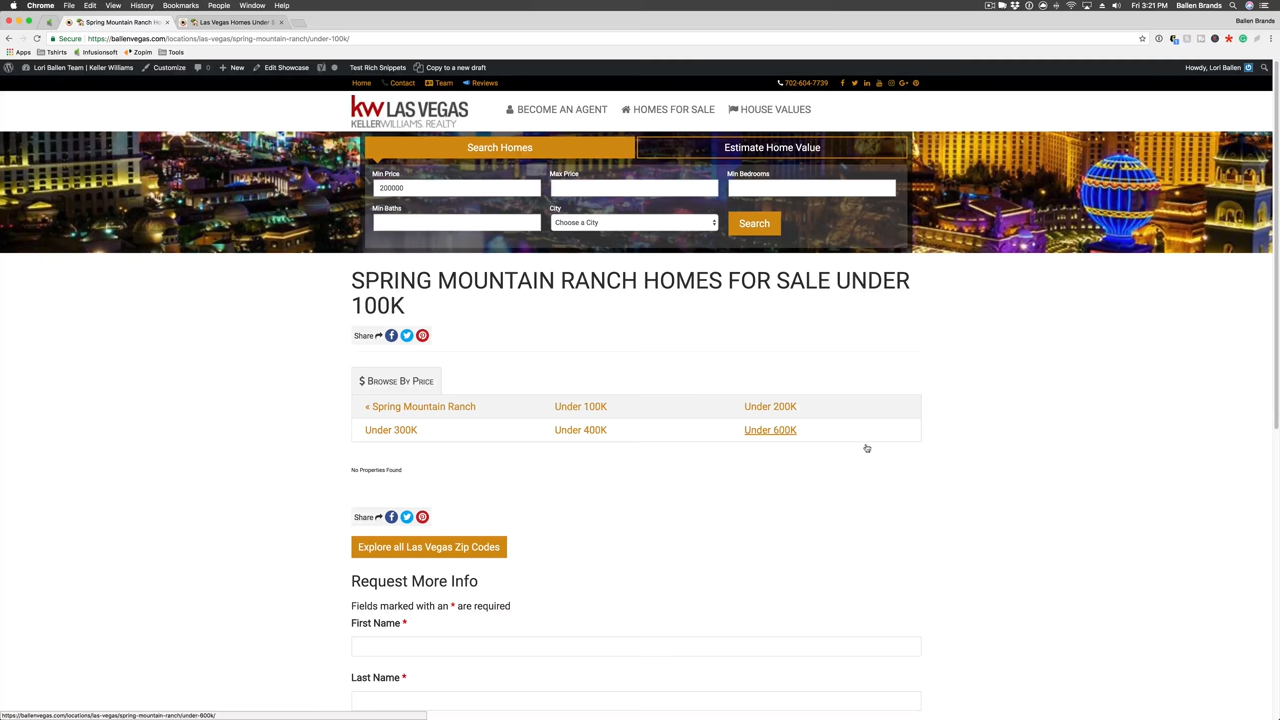 Chrome File Edit View History Bookmarks People Window Help Fri 3:21 PM Ballen Brands
Spring Mountain Ranch Ho Las Vegas Homes Under $ Ballen Brands
Secure https://ballenvegas.com/locations/las-vegas/spring-mountain-ranch/under-100k/
Apps Tshirts Infusionsoft Zopim Tools
Lori Ballen Team | Keller Williams Customize 0 New Edit Showcase Test Rich Snippets Copy to a new draft Howdy, Lori Ballen
Home Contact Team Reviews 702-604-7739
kw LAS VEGAS
KELLERWILLIAMS. REALTY
BECOME AN AGENT HOMES FOR SALE HOUSE VALUES
Search Homes Estimate Home Value
Min Price Max Price Min Bedrooms
200000
Min Baths City
Choose a City Search
SPRING MOUNTAIN RANCH HOMES FOR SALE UNDER
100K
Share
$ BROWSE BY PRICE
« Spring Mountain Ranch Under 100K Under 200K
Under 300K Under 400K Under 600K
No Properties Found
Share
Explore all Las Vegas Zip Codes
Request More Info
Fields marked with an * are required
First Name *
Last Name *
https://ballenvegas.com/locations/las-vegas/spring-mountain-ranch/under-600k/